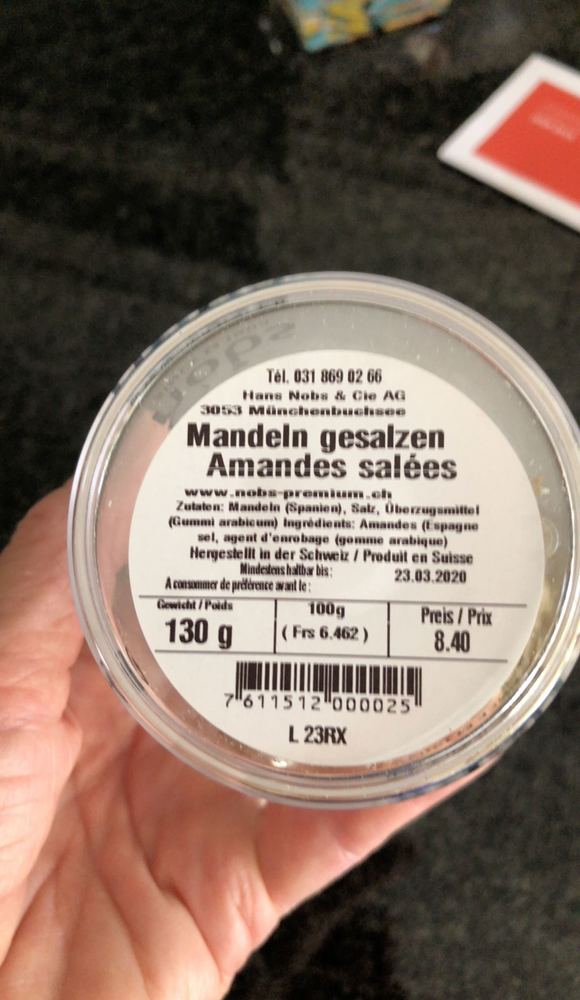 nobs
Tél. 031 869 02 66
Hans Nobs & Cie AG
3053 Münchenbuchsee
Mandeln gesalzen
Amandes salées
www.nobs-premium.ch
Zutaten: Mandeln (Spanien), Salz, Überzugsmittel
(Gummi arabicum) Ingrédients: Amandes (Espagne
sel, agent d'enrobage (gomme arabique)
Hergestellt in der Schweiz / Produit en Suisse
Mindestens haltbar bis:
A consommer de préférence avant le: 23.03.2020
Gewicht / Poids 100g Preis / Prix
130 g ( Frs 6.462 ) 8.40
7 611512 000025
L 23RX